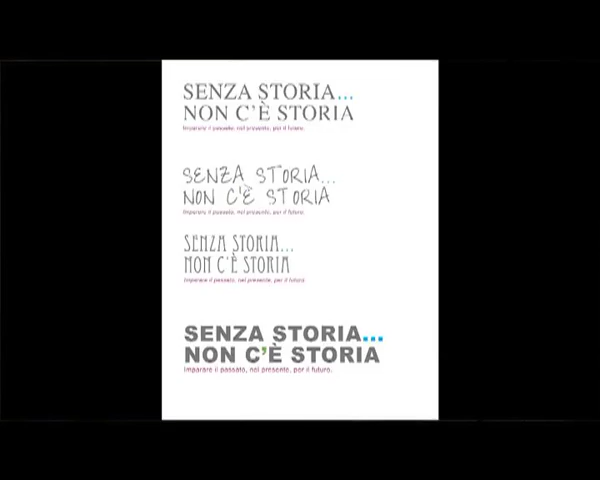 SENZA STORIA...
NON C'È STORIA
Imparare il passato, nel presente, per il futuro.
SENZA STORIA...
NON C'È STORIA
Imparare il passato, nel presente, per il futuro.
SENZA STORIA...
NON C'È STORIA
Imparare il passato, nel presente, per il futuro.
SENZA STORIA...
NON C'È STORIA
Imparare il passato, nel presente, per il futuro.